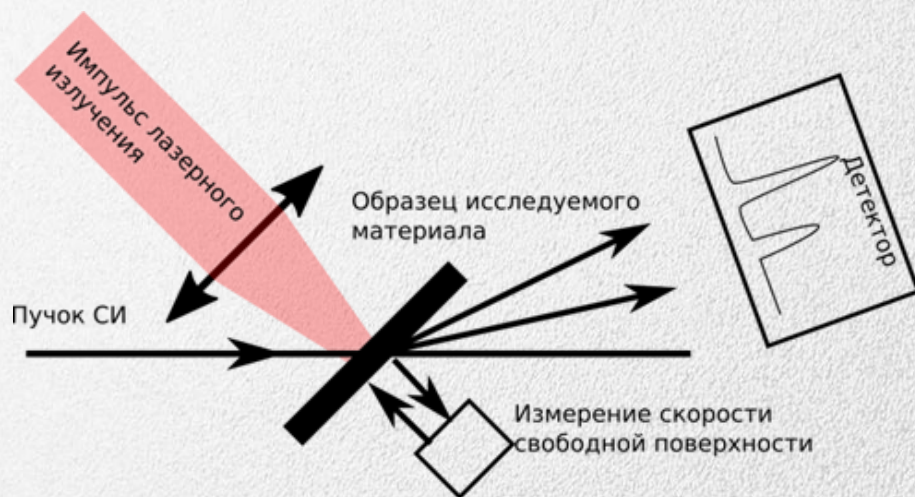 Импульс лазерного
излучения
Образец исследуемого
материала
Детектор
Пучок СИ
Измерение скорости
свободной поверхности